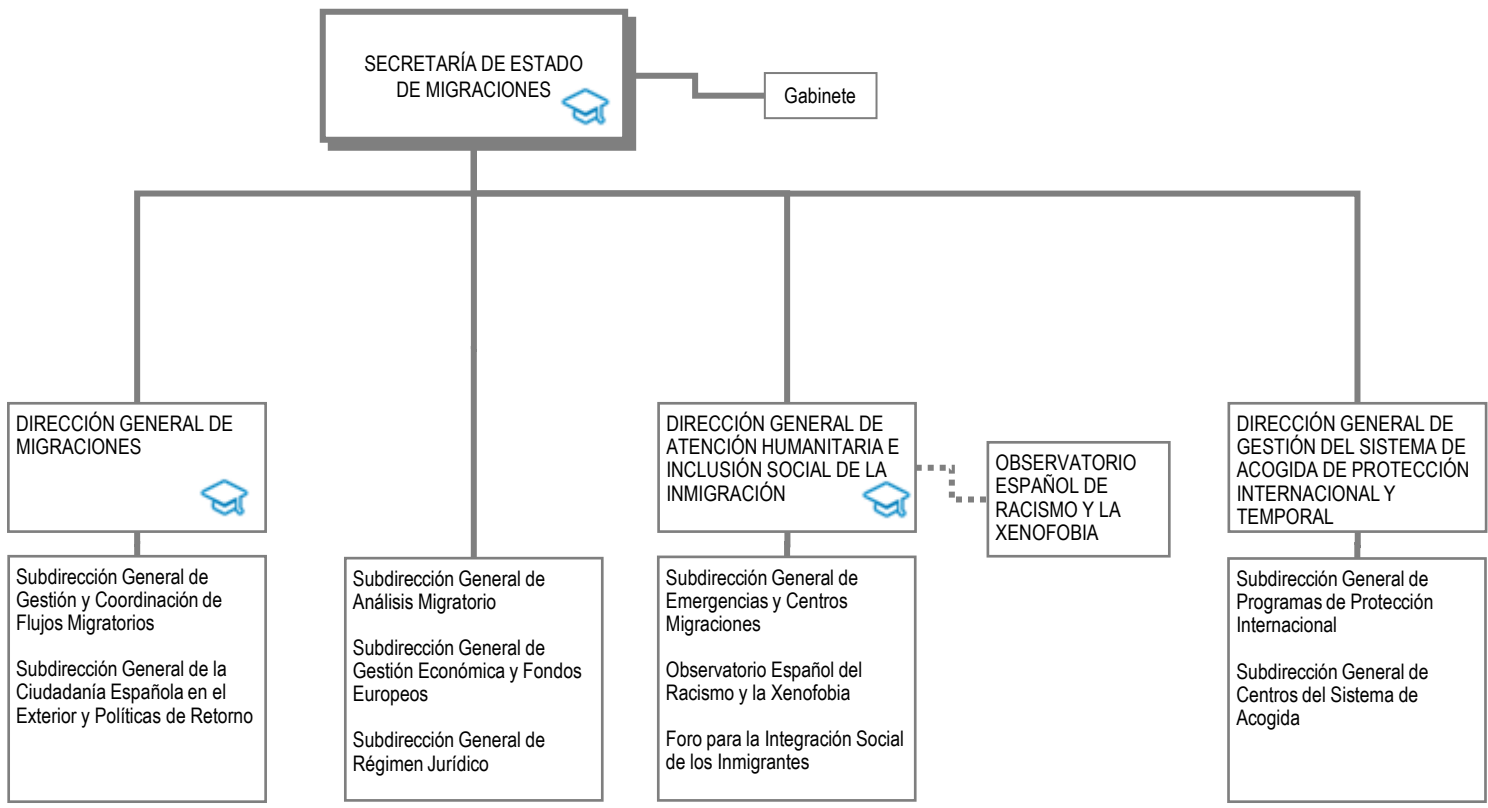 SECRETARÍA DE ESTADO
DE MIGRACIONES
Gabinete
DIRECCIÓN GENERAL DE
MIGRACIONES
Subdirección General de
Gestión y Coordinación de
Flujos Migratorios
Subdirección General de la
Ciudadanía Española en el
Exterior y Políticas de Retorno
Subdirección General de
Análisis Migratorio
Subdirección General de
Gestión Económica y Fondos
Europeos
Subdirección General de
Régimen Jurídico
DIRECCIÓN GENERAL DE
ATENCIÓN HUMANITARIA E
INCLUSIÓN SOCIAL DE LA
INMIGRACIÓN
OBSERVATORIO
ESPAÑOL DE
RACISMO Y LA
XENOFOBIA
Subdirección General de
Emergencias y Centros
Migraciones
Observatorio Español del
Racismo y la Xenofobia
Foro para la Integración Social
de los Inmigrantes
DIRECCIÓN GENERAL DE
GESTIÓN DEL SISTEMA DE
ACOGIDA DE PROTECCIÓN
INTERNACIONAL Y
TEMPORAL
Subdirección General de
Programas de Protección
Internacional
Subdirección General de
Centros del Sistema de
Acogida